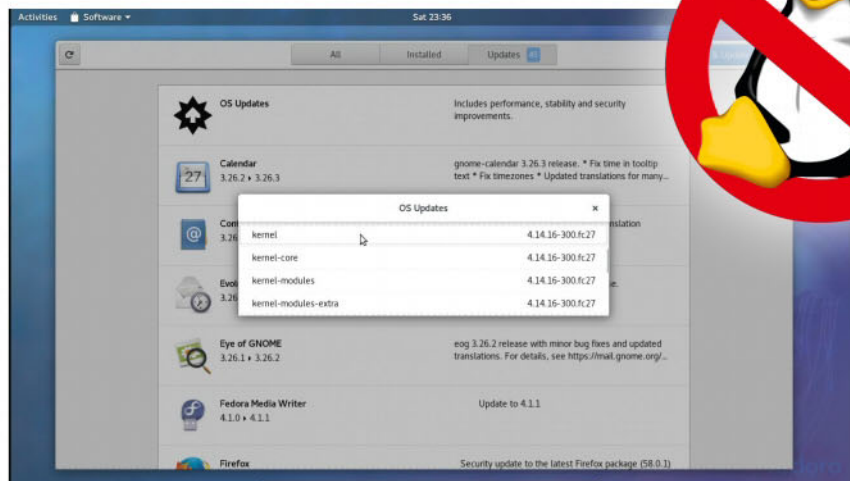 Activities Software Sat 23:36
All Installed Updates
OS Updates
Includes performance, stability and security
improvements.
Calendar
3.26.2 ▸ 3.26.3
gnome-calendar 3.26.3 release. * Fix time in tooltip
text * Fix timezones * Updated translations for many...
OS Updates ×
kernel 4.14.16-300.fc27
kernel-core 4.14.16-300.fc27
kernel-modules 4.14.16-300.fc27
kernel-modules-extra 4.14.16-300.fc27
Eye of GNOME
3.26.1 ▸ 3.26.2
eog 3.26.2 release with minor bug fixes and updated
translations. For details, see https://mail.gnome.org/...
Fedora Media Writer
4.1.0 ▸ 4.1.1
Update to 4.1.1
Firefox
Security update to the latest Firefox package (58.0.1)